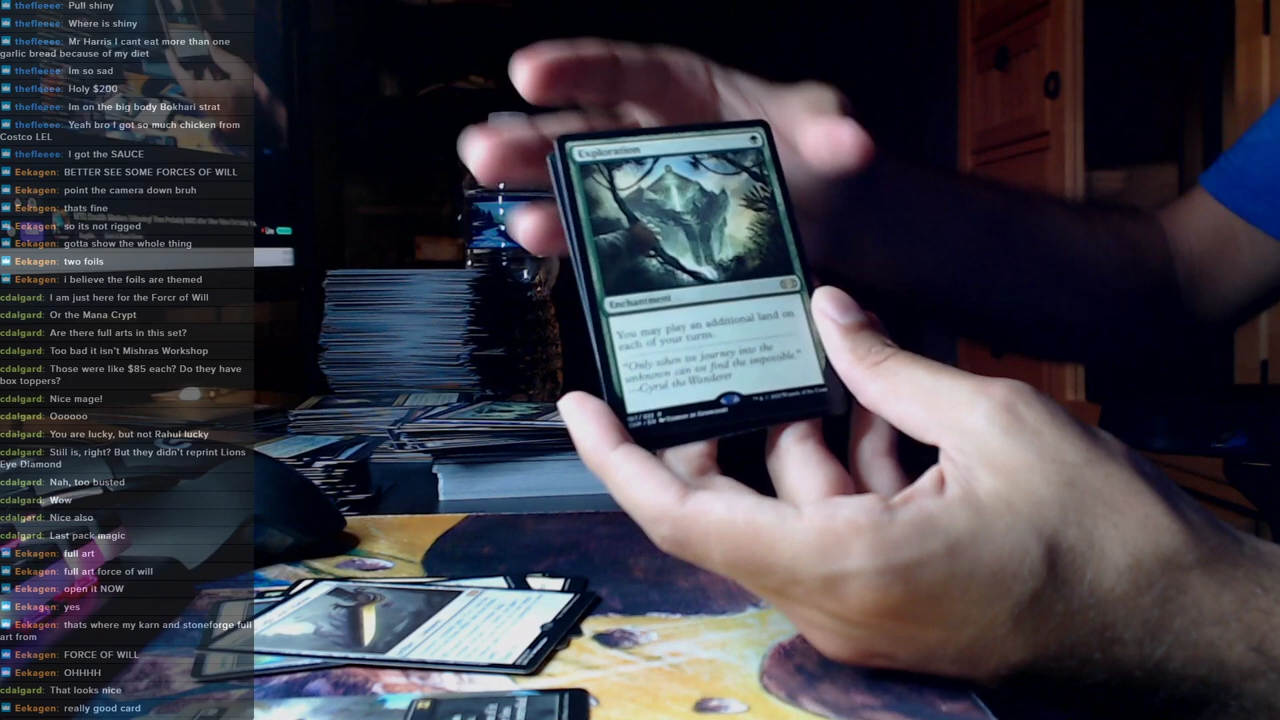 thefleeee: Pull shiny
thefleeee: Where is shiny
thefleeee: Mr Harris I cant eat more than one
garlic bread because of my diet
thefleeee: Im so sad
thefleeee: Holy $200
thefleeee: Im on the big body Bokhari strat
thefleeee: Yeah bro I got so much chicken from
Costco LEL
thefleeee: I got the SAUCE
Eekagen: BETTER SEE SOME FORCES OF WILL
Eekagen: point the camera down bruh
Eekagen: thats fine
Eekagen: so its not rigged
Eekagen: gotta show the whole thing
Eekagen: two foils
Eekagen: i believe the foils are themed
cdalgard: I am just here for the Forcr of Will
cdalgard: Or the Mana Crypt
cdalgard: Are there full arts in this set?
cdalgard: Too bad it isn't Mishras Workshop
cdalgard: Those were like $85 each? Do they have
box toppers?
cdalgard: Nice mage!
cdalgard: Oooooo
cdalgard: You are lucky, but not Rahul lucky
cdalgard: Still is, right? But they didn't reprint Lions
Eye Diamond
cdalgard: Nah, too busted
cdalgard: Wow
cdalgard: Nice also
cdalgard: Last pack magic
Eekagen: full art
Eekagen: full art force of will
Eekagen: open it NOW
Eekagen: yes
Eekagen: thats where my karn and stoneforge full
art from
Eekagen: FORCE OF WILL
Eekagen: OHHHH
cdalgard: That looks nice
Eekagen: really good card
Exploration
Enchantment
You may play an additional land on
each of your turns.
"Only when we journey into the
unknown can we find the impossible."
—Cyrul the Wanderer